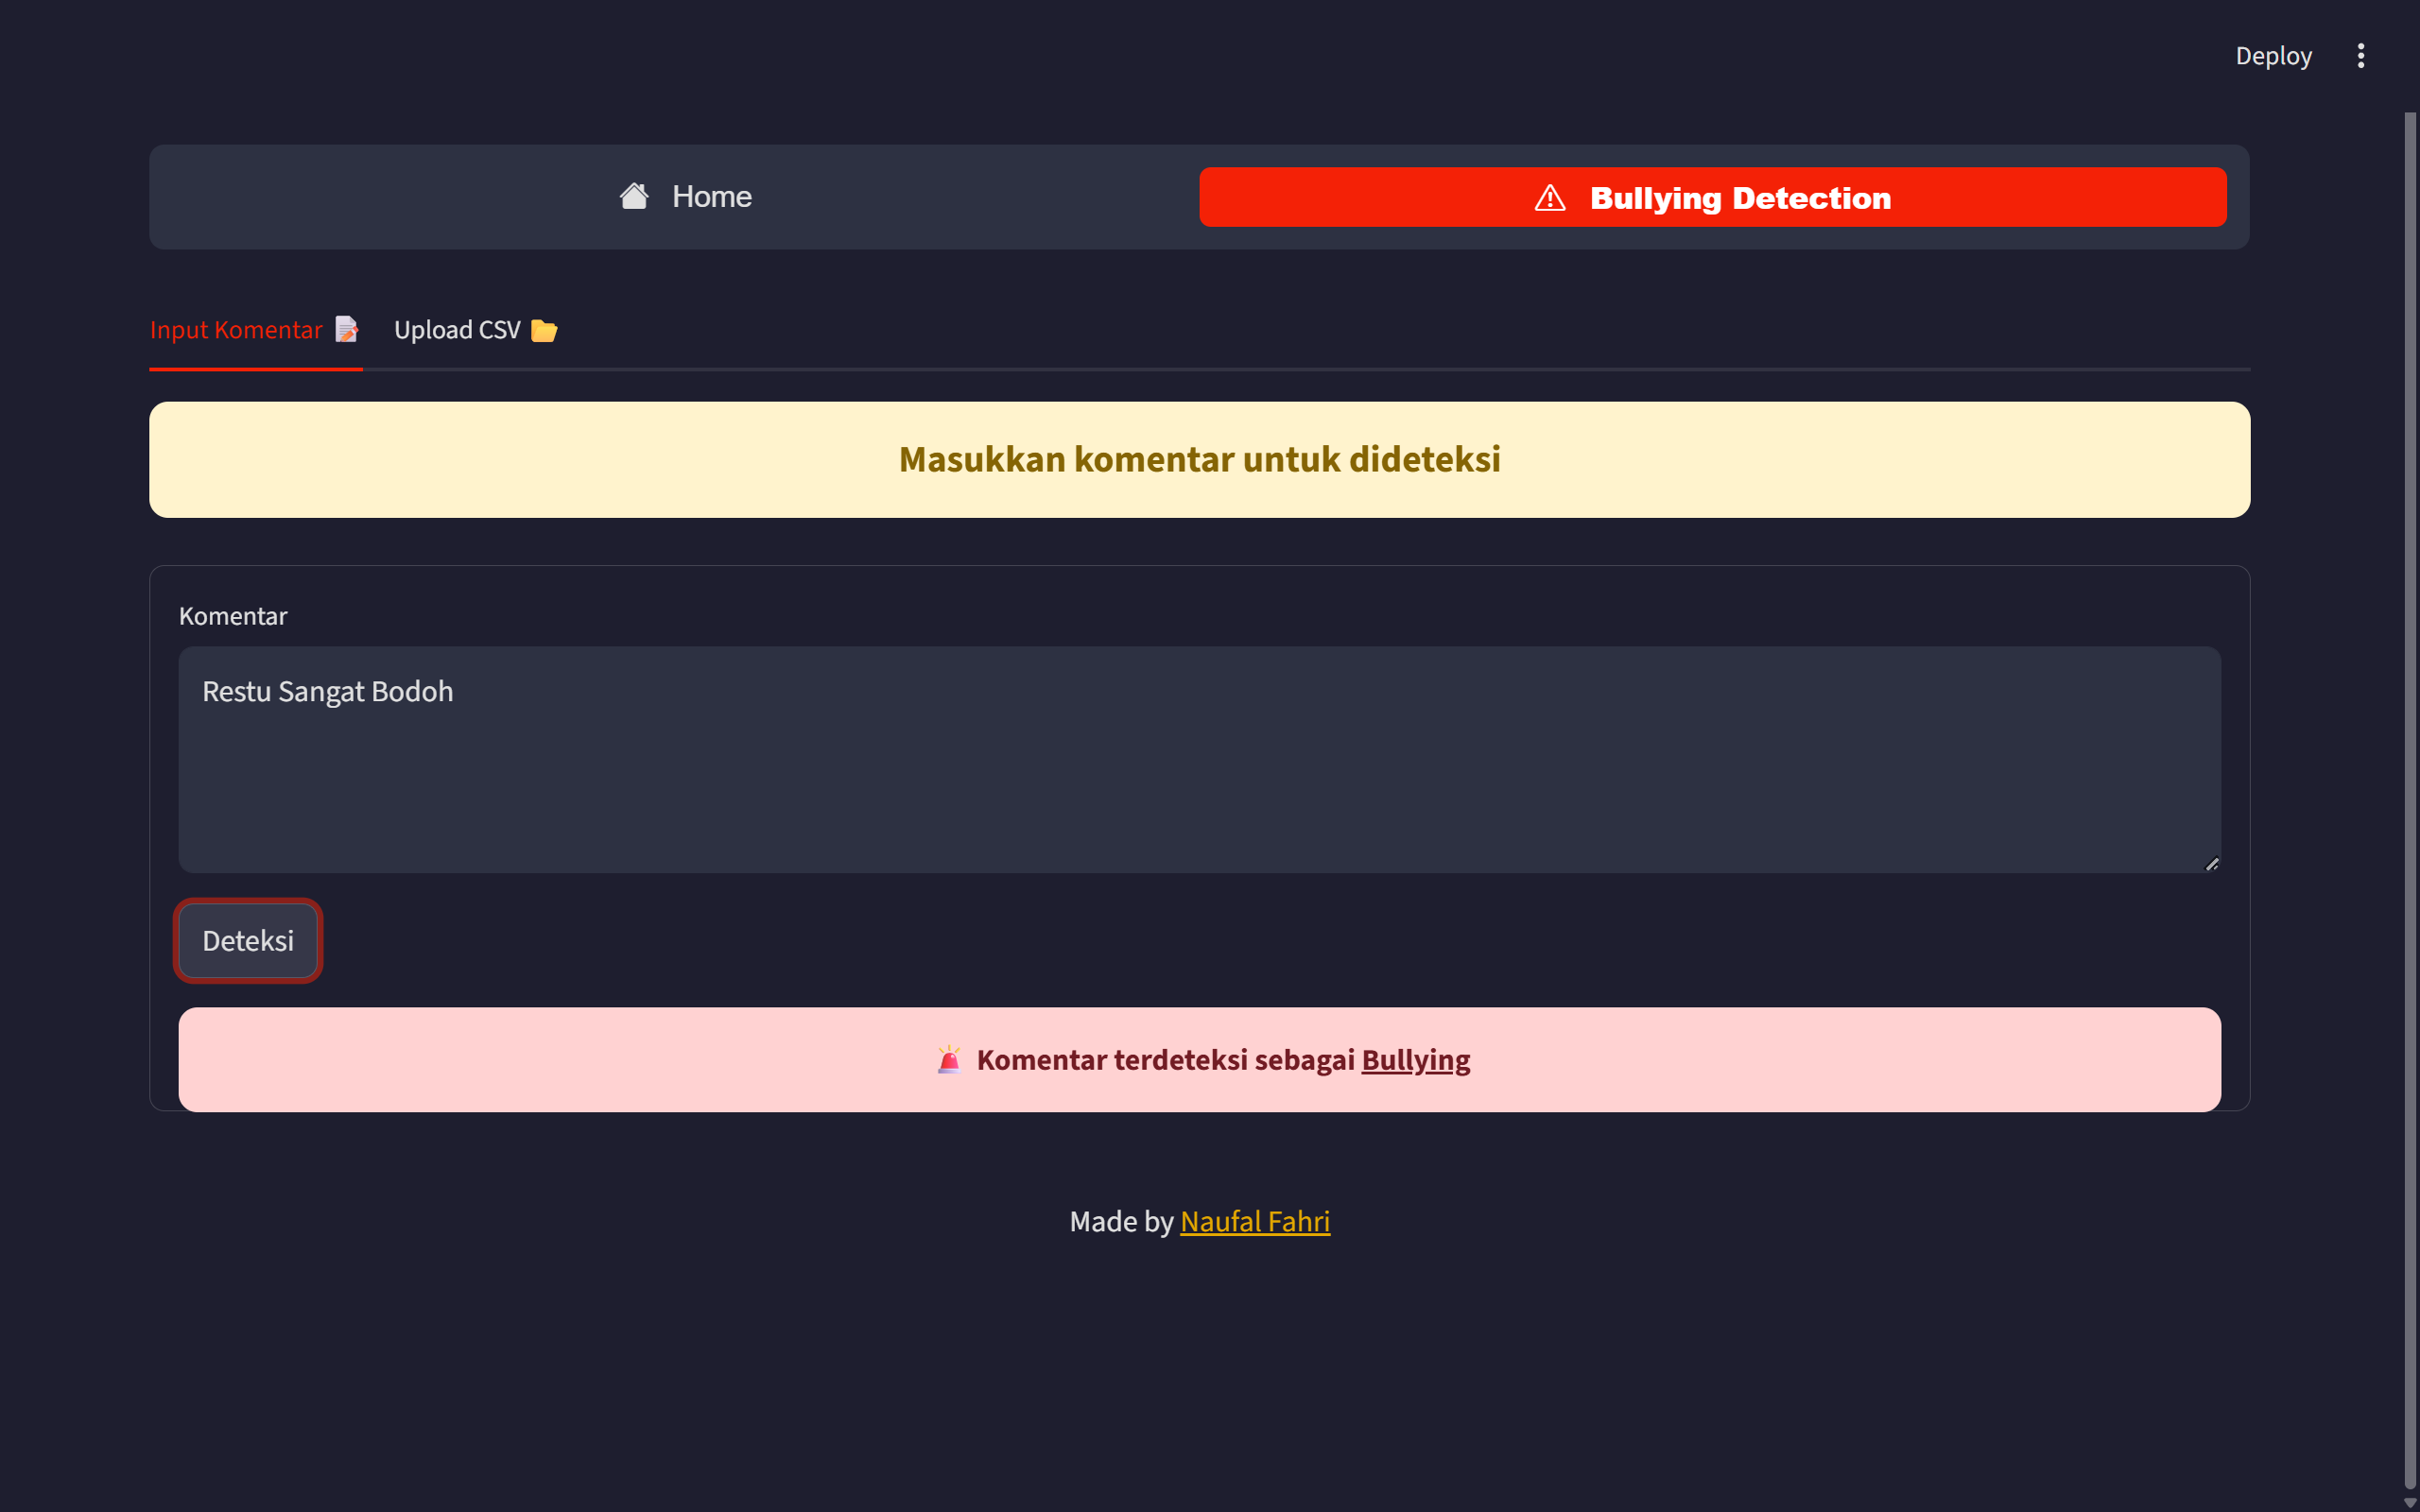 Deploy
Home
Bullying Detection
Input Komentar
Upload CSV
Masukkan komentar untuk dideteksi
Komentar
Restu Sangat Bodoh
Deteksi
Komentar terdeteksi sebagai Bullying
Made by Naufal Fahri